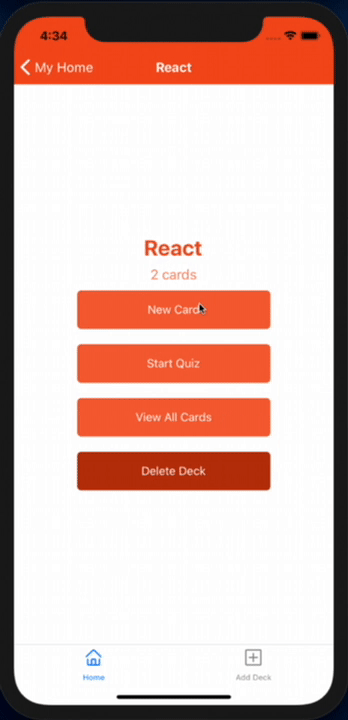 4:34
My Home
React
React
2 cards
New Card
Start Quiz
View All Cards
Delete Deck
Home
Add Deck